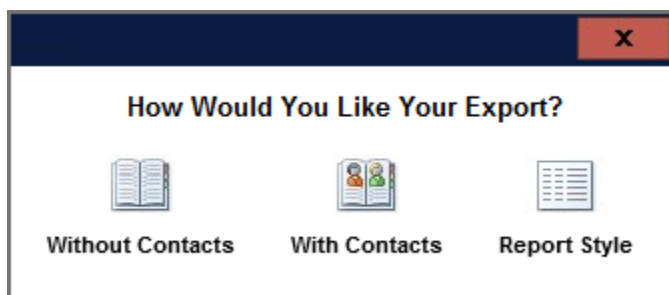 X
How Would You Like Your Export?
Without Contacts
With Contacts
Report Style